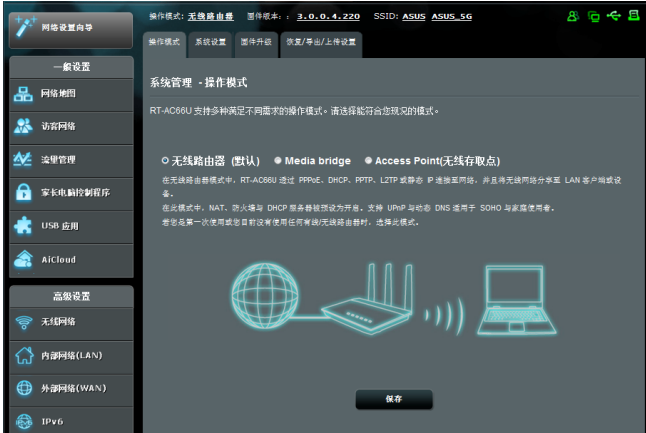 操作模式: 无线路由器 固件版本: : 3.0.0.4.220 SSID: ASUS ASUS_5G
网络设置向导
操作模式 系统设置 固件升级 恢复/导出/上传设置
一般设置
网络地图
访客网络
流量管理
家长电脑控制程序
USB 应用
AiCloud
高级设置
无线网络
内部网络(LAN)
外部网络(WAN)
IPv6
系统管理 - 操作模式
RT-AC66U 支持多种满足不同需求的操作模式。请选择能符合您现况的模式。
无线路由器 (默认) Media bridge Access Point(无线存取点)
在无线路由器模式中, RT-AC66U 透过 PPPoE、DHCP、PPTP、L2TP或静态 IP 连接至网络, 并且将无线网络分享至 LAN 客户端或设
备。
在此模式中, NAT、防火墙与 DHCP 服务器被预设为开启。支持 UPnP 与动态 DNS 适用于 SOHO 与家庭使用者。
若您是第一次使用或您目前没有使用任何有线/无线路由器时, 选择此模式。
保存